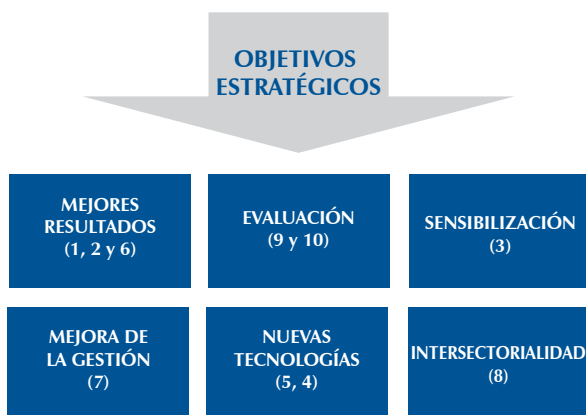 OBJETIVOS
ESTRATÉGICOS
MEJORES
RESULTADOS
(1, 2 y 6)
EVALUACIÓN
(9 y 10)
SENSIBILIZACIÓN
(3)
MEJORA DE
LA GESTIÓN
(7)
NUEVAS
TECNOLOGÍAS
(5, 4)
INTERSECTORIALIDAD
(8)